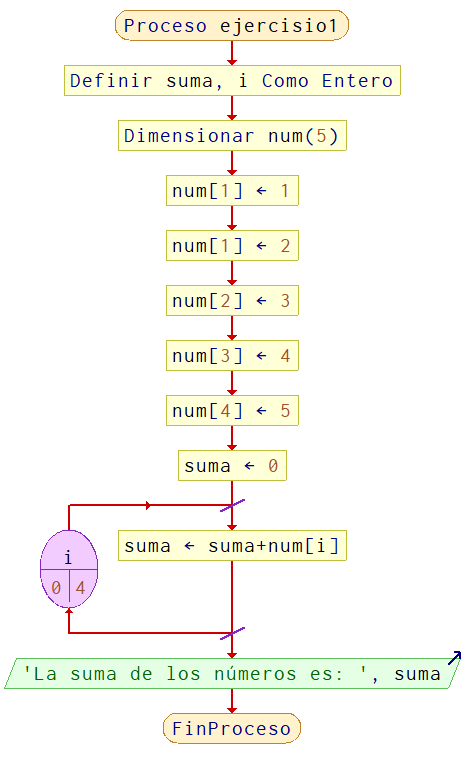 Proceso ejercisio1
Definir suma, i Como Entero
Dimensionar num(5)
num[1] ← 1
num[1] ← 2
num[2] ← 3
num[3] ← 4
num[4] ← 5
suma ← 0
suma ← suma+num[i]
i
0 4
'La suma de los números es: ', suma
FinProceso